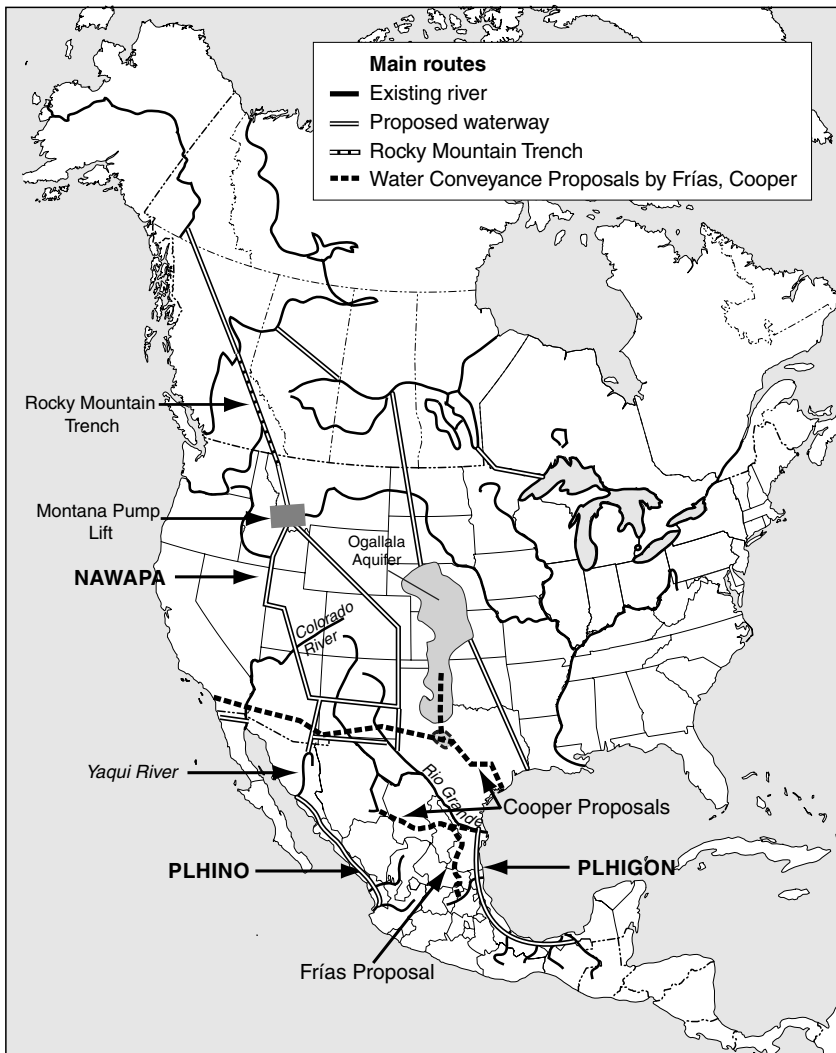 Main routes
Existing river
Proposed waterway
Rocky Mountain Trench
Water Conveyance Proposals by Frías, Cooper
Rocky Mountain
Trench
Montana Pump
Lift
Ogallala
Aquifer
NAWAPA
Colorado
River
Yaqui River
Rio Grande
Cooper Proposals
PLHINO
PLHIGON
Frías Proposal